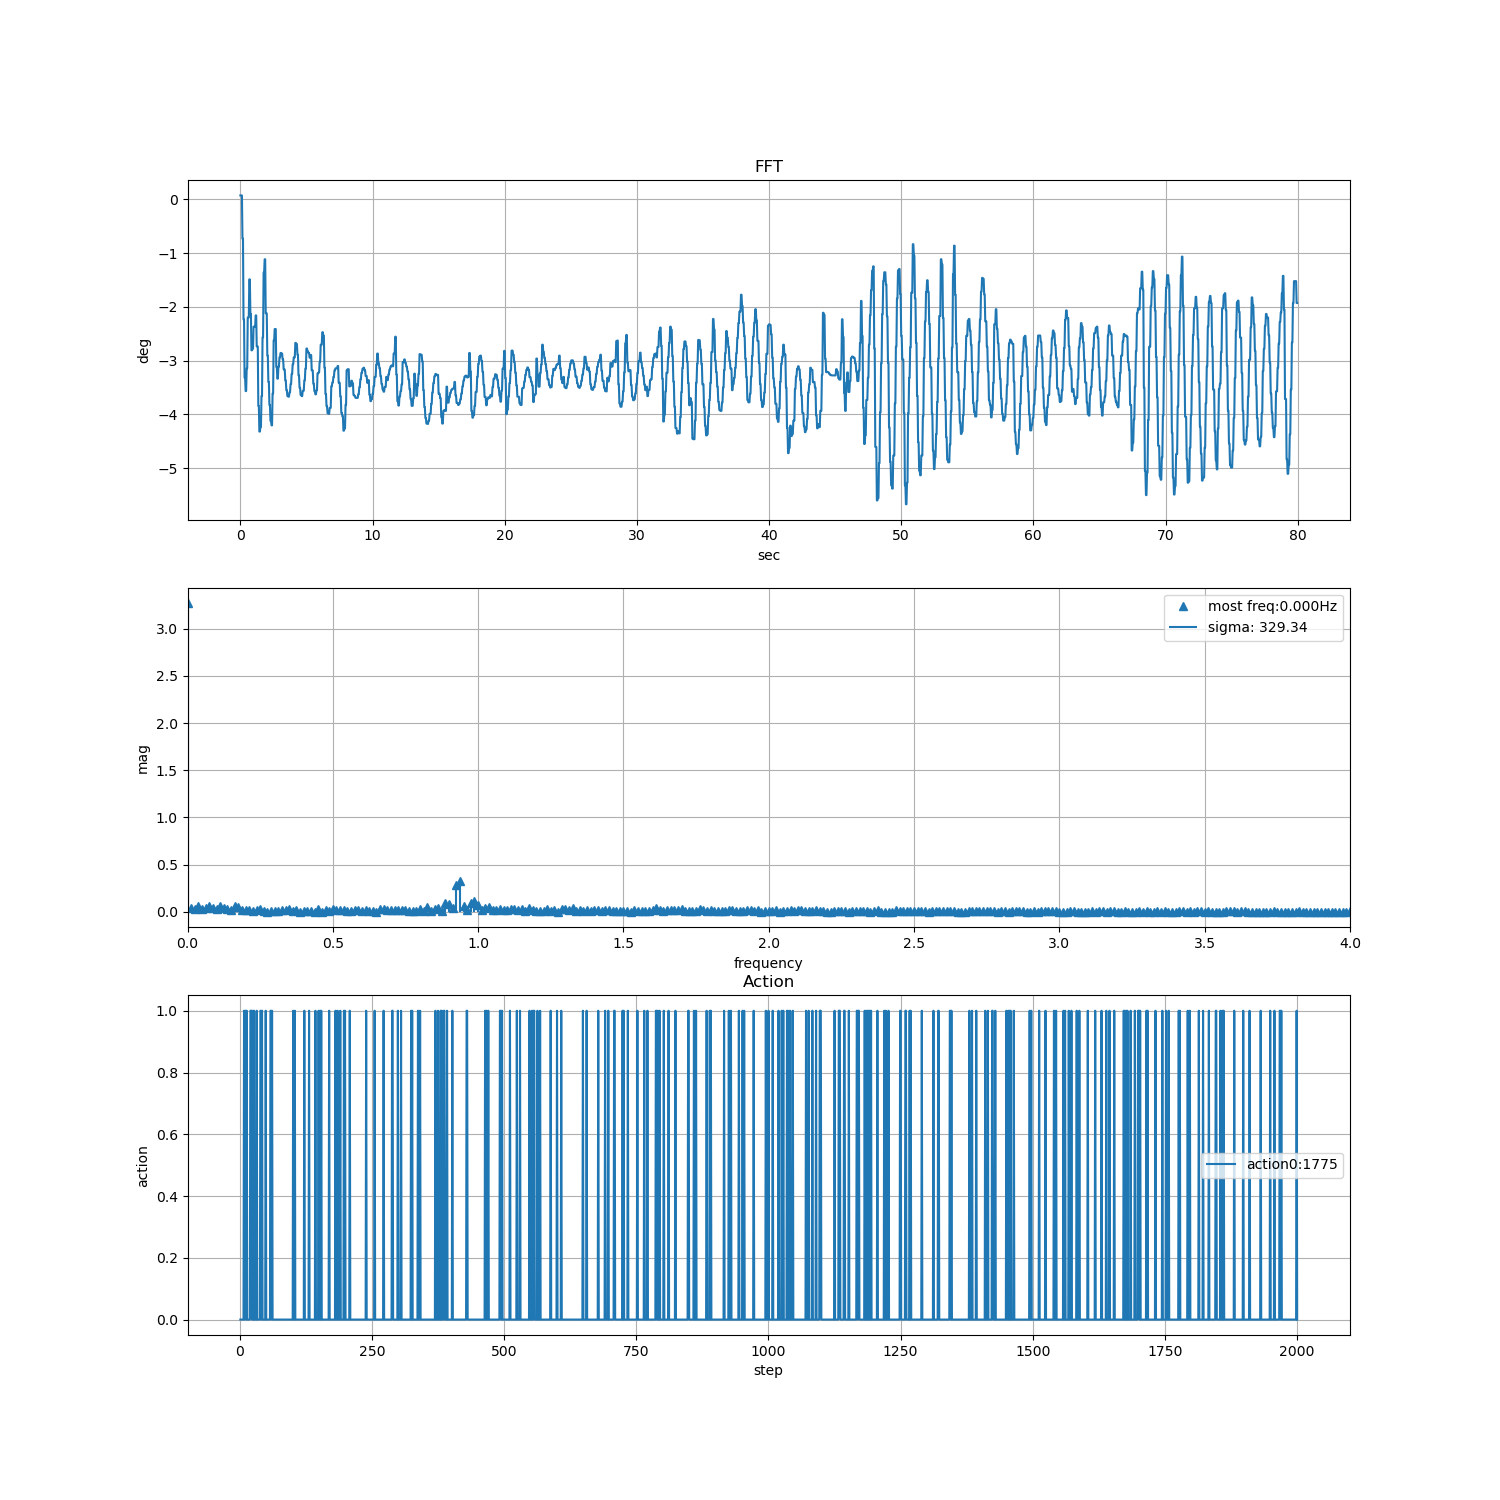 FFT
0
−1
−2
−3
−4
−5
deg
0 10 20 30 40 50 60 70 80
sec
most freq:0.000Hz
sigma: 329.34
3.0
2.5
2.0
1.5
1.0
0.5
0.0
mag
0.0 0.5 1.0 1.5 2.0 2.5 3.0 3.5 4.0
frequency
Action
1.0
0.8
0.6
0.4
0.2
0.0
action
action0:1775
0 250 500 750 1000 1250 1500 1750 2000
step